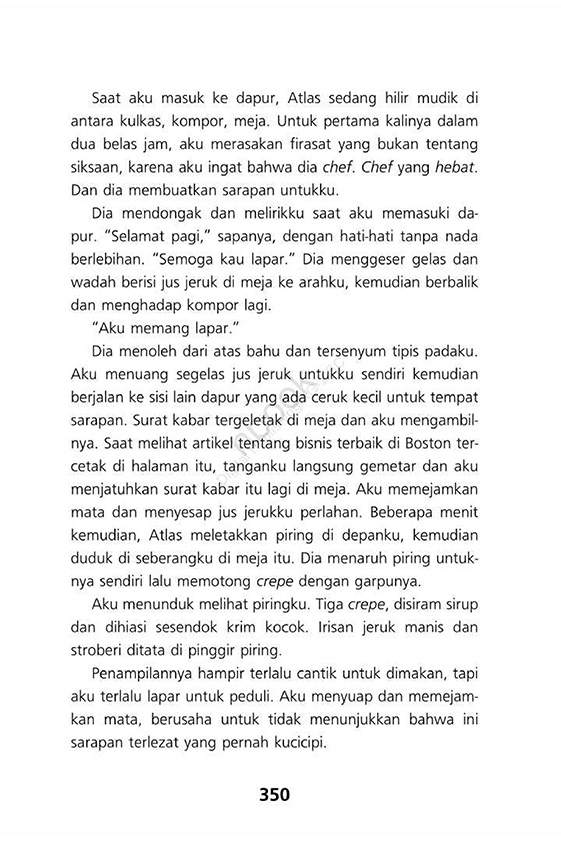 Saat aku masuk ke dapur, Atlas sedang hilir mudik di
antara kulkas, kompor, meja. Untuk pertama kalinya dalam
dua belas jam, aku merasakan firasat yang bukan tentang
siksaan, karena aku ingat bahwa dia chef. Chef yang hebat.
Dan dia membuatkan sarapan untukku.
Dia mendongak dan melirikku saat aku memasuki da-
pur. “Selamat pagi,” sapanya, dengan hati-hati tanpa nada
berlebihan. “Semoga kau lapar.” Dia menggeser gelas dan
wadah berisi jus jeruk di meja ke arahku, kemudian berbalik
dan menghadap kompor lagi.
“Aku memang lapar.”
Dia menoleh dari atas bahu dan tersenyum tipis padaku.
Aku menuang segelas jus jeruk untukku sendiri kemudian
berjalan ke sisi lain dapur yang ada ceruk kecil untuk tempat
sarapan. Surat kabar tergeletak di meja dan aku mengambil-
nya. Saat melihat artikel tentang bisnis terbaik di Boston ter-
cetak di halaman itu, tanganku langsung gemetar dan aku
menjatuhkan surat kabar itu lagi di meja. Aku memejamkan
mata dan menyesap jus jerukku perlahan. Beberapa menit
kemudian, Atlas meletakkan piring di depanku, kemudian
duduk di seberangku di meja itu. Dia menaruh piring untuk-
nya sendiri lalu memotong crepe dengan garpunya.
Aku menunduk melihat piringku. Tiga crepe, disiram sirup
dan dihiasi sesendok krim kocok. Irisan jeruk manis dan
stroberi ditata di pinggir piring.
Penampilannya hampir terlalu cantik untuk dimakan, tapi
aku terlalu lapar untuk peduli. Aku menyuap dan memejam-
kan mata, berusaha untuk tidak menunjukkan bahwa ini
sarapan terlezat yang pernah kucicipi.
350